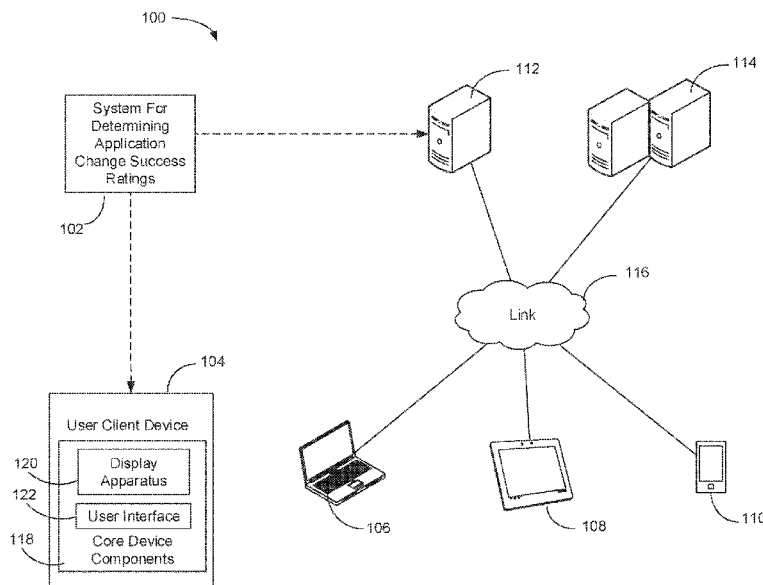 100
112
114
System For
Determining
Application
Change Success
Ratings
102
116
Link
104
User Client Device
120
Display
Apparatus
122
User Interface
118
Core Device
Components
106
108
110